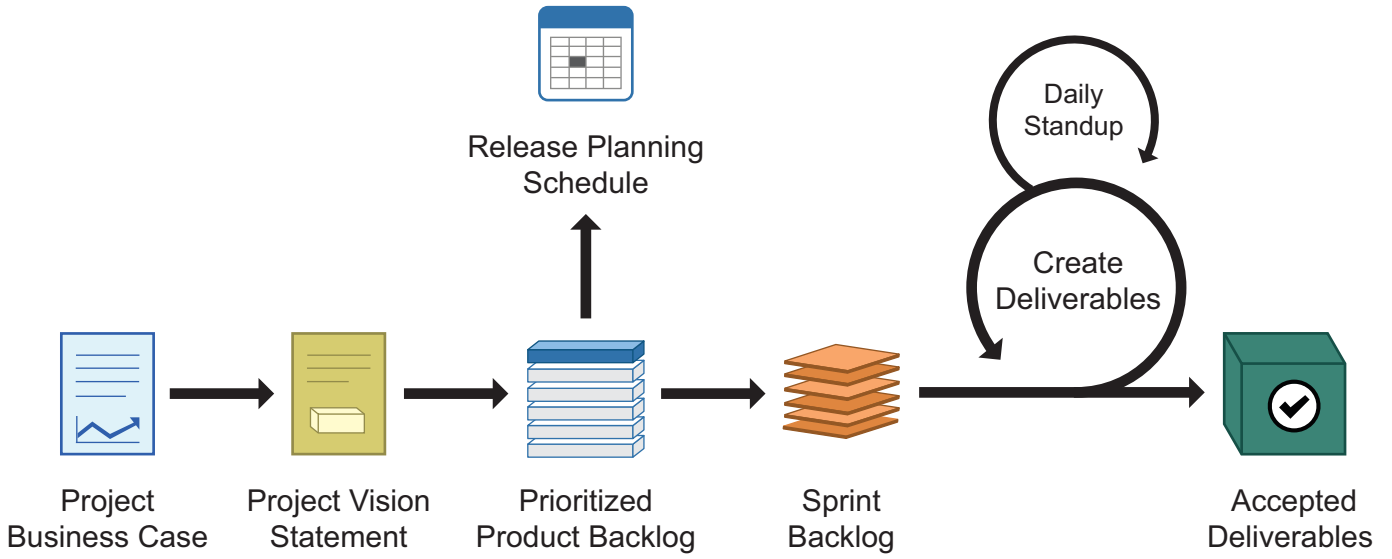 Release Planning
Schedule
Daily
Standup
Create
Deliverables
Project
Business Case
Project Vision
Statement
Prioritized
Product Backlog
Sprint
Backlog
Accepted
Deliverables